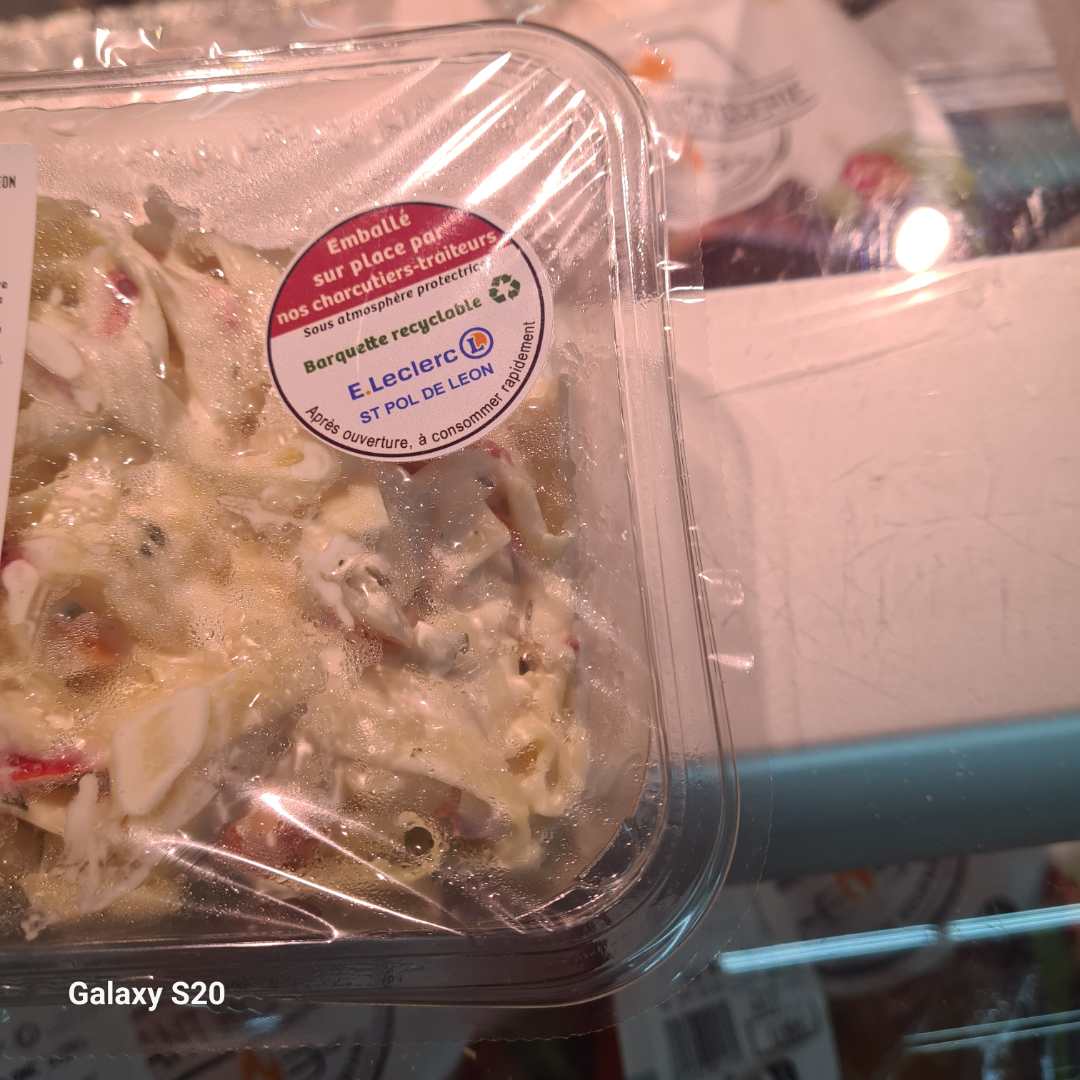 Emballé
sur place par
nos charcutiers-traiteurs
Sous atmosphère protectrice
Barquette recyclable
E.Leclerc L
ST POL DE LEON
Après ouverture, à consommer rapidement
Galaxy S20